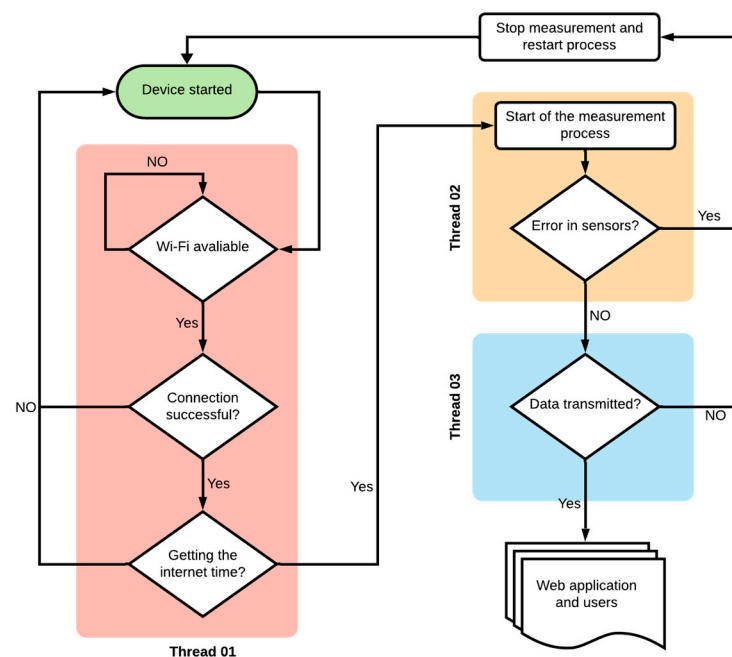 Stop measurement and
restart process
Device started
Start of the measurement
process
NO
Thread 02
Error in sensors?
Yes
Wi-Fi avaliable
Yes
NO
Thread 03
Connection
successful?
Data transmitted?
NO
NO
Yes
Yes
Yes
Getting the
internet time?
Web application
and users
Thread 01